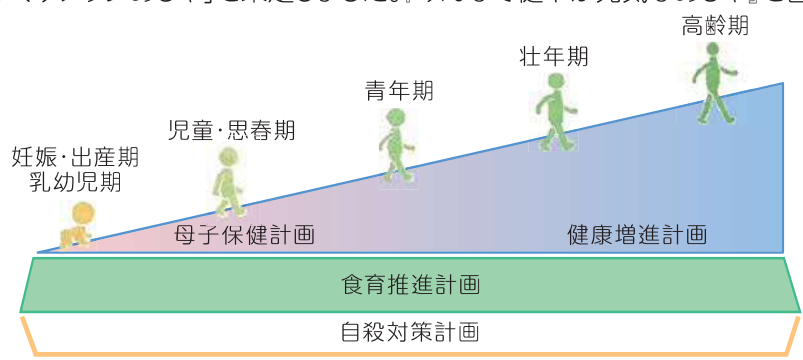 高齢期
壮年期
青年期
児童・思春期
妊娠・出産期
乳幼児期
母子保健計画
健康増進計画
食育推進計画
自殺対策計画